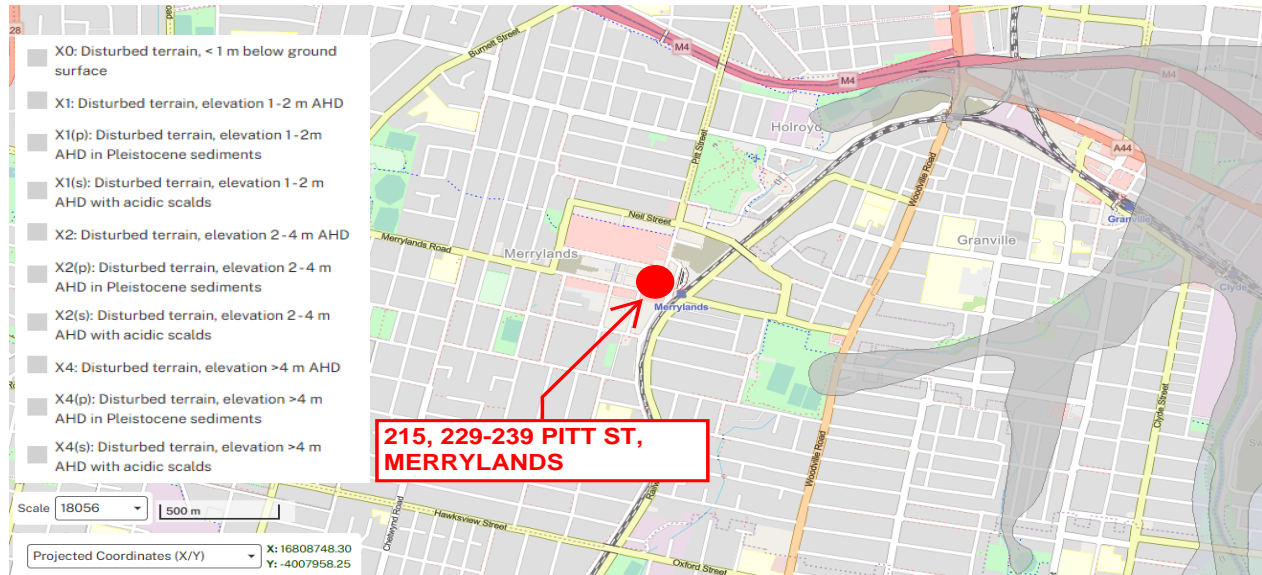 X0: Disturbed terrain, < 1 m below ground
surface
X1: Disturbed terrain, elevation 1-2 m AHD
X1(p): Disturbed terrain, elevation 1-2m
AHD in Pleistocene sediments
X1(s): Disturbed terrain, elevation 1-2 m
AHD with acidic scalds
X2: Disturbed terrain, elevation 2-4 m AHD
X2(p): Disturbed terrain, elevation 2-4 m
AHD in Pleistocene sediments
X2(s): Disturbed terrain, elevation 2-4 m
AHD with acidic scalds
X4: Disturbed terrain, elevation >4 m AHD
X4(p): Disturbed terrain, elevation >4 m
AHD in Pleistocene sediments
X4(s): Disturbed terrain, elevation >4 m
AHD with acidic scalds
Scale 18056
500 m
Projected Coordinates (X/Y)
X: 16808748.30
Y: -4007958.25
28
Burnett Street
M4
M4
M4
M4
Holroyd
Pitt Street
A44
Woodville Road
Granville
Neil Street
Granville
Merrylands Road
Merrylands
Merrylands
Clyde
215, 229-239 PITT ST,
MERRYLANDS
Clyde Street
Woodville Road
Chetwynd Road
Hawksview Street
Oxford Street